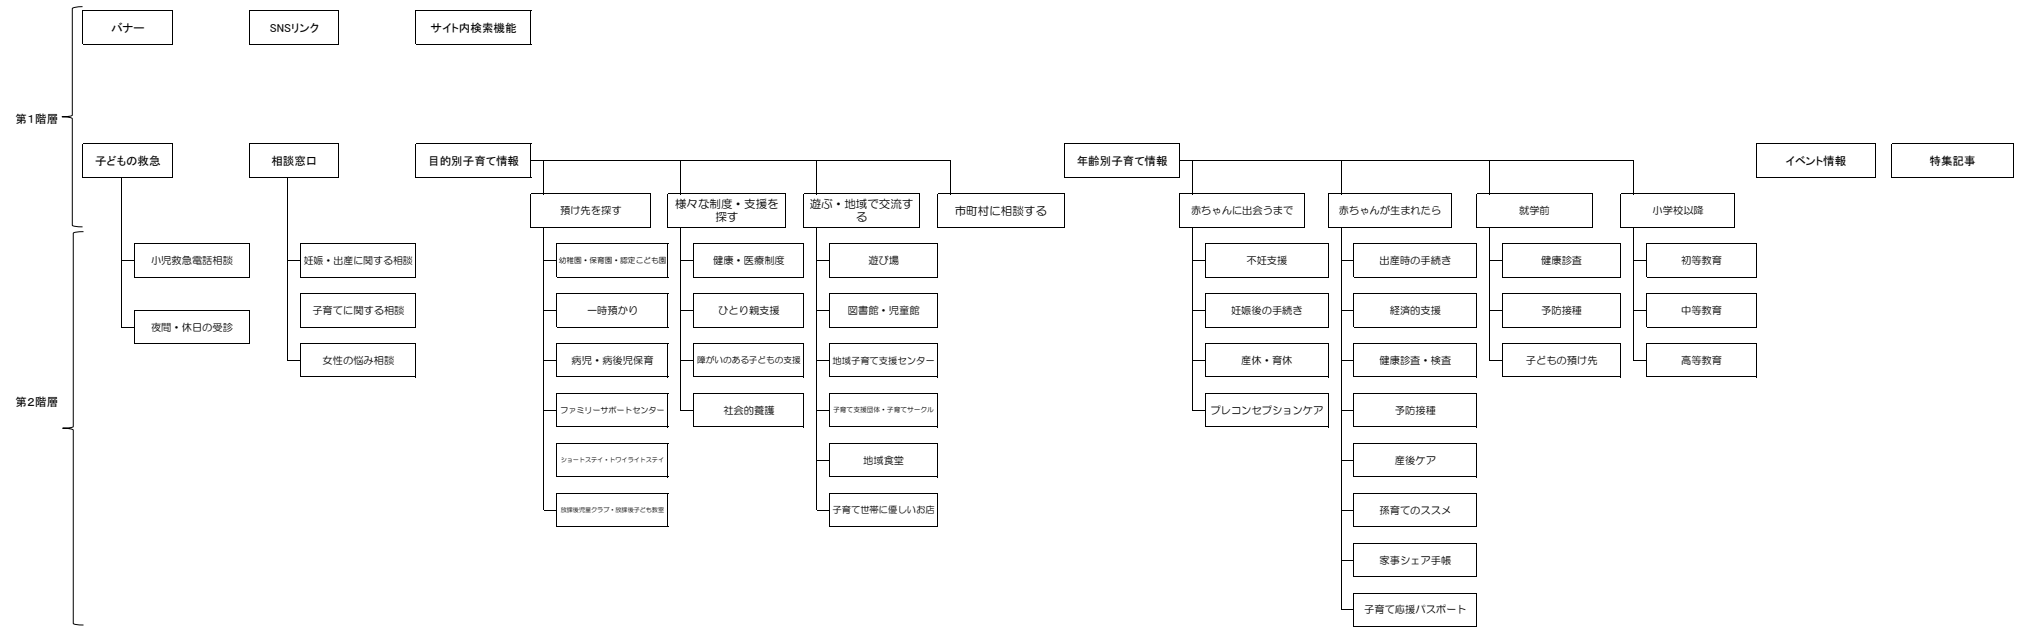 バナー
SNSリンク
サイト内検索機能
第1階層
子どもの救急
相談窓口
目的別子育て情報
年齢別子育て情報
イベント情報
特集記事
預け先を探す
様々な制度・支援を
探す
遊ぶ・地域で交流す
る
市町村に相談する
赤ちゃんに出会うまで
赤ちゃんが生まれたら
就学前
小学校以降
第2階層
小児救急電話相談
夜間・休日の受診
妊娠・出産に関する相談
子育てに関する相談
女性の悩み相談
幼稚園・保育園・認定こども園
一時預かり
病児・病後児保育
ファミリーサポートセンター
ショートステイ・トワイライトステイ
放課後児童クラブ・放課後子ども教室
健康・医療制度
ひとり親支援
障がいのある子どもの支援
社会的養護
遊び場
図書館・児童館
地域子育て支援センター
子育て支援団体・子育てサークル
地域食堂
子育て世帯に優しいお店
不妊支援
妊娠後の手続き
産休・育休
プレコンセプションケア
出産時の手続き
経済的支援
健康診査・検査
予防接種
産後ケア
孫育てのススメ
家事シェア手帳
子育て応援パスポート
健康診査
予防接種
子どもの預け先
初等教育
中等教育
高等教育